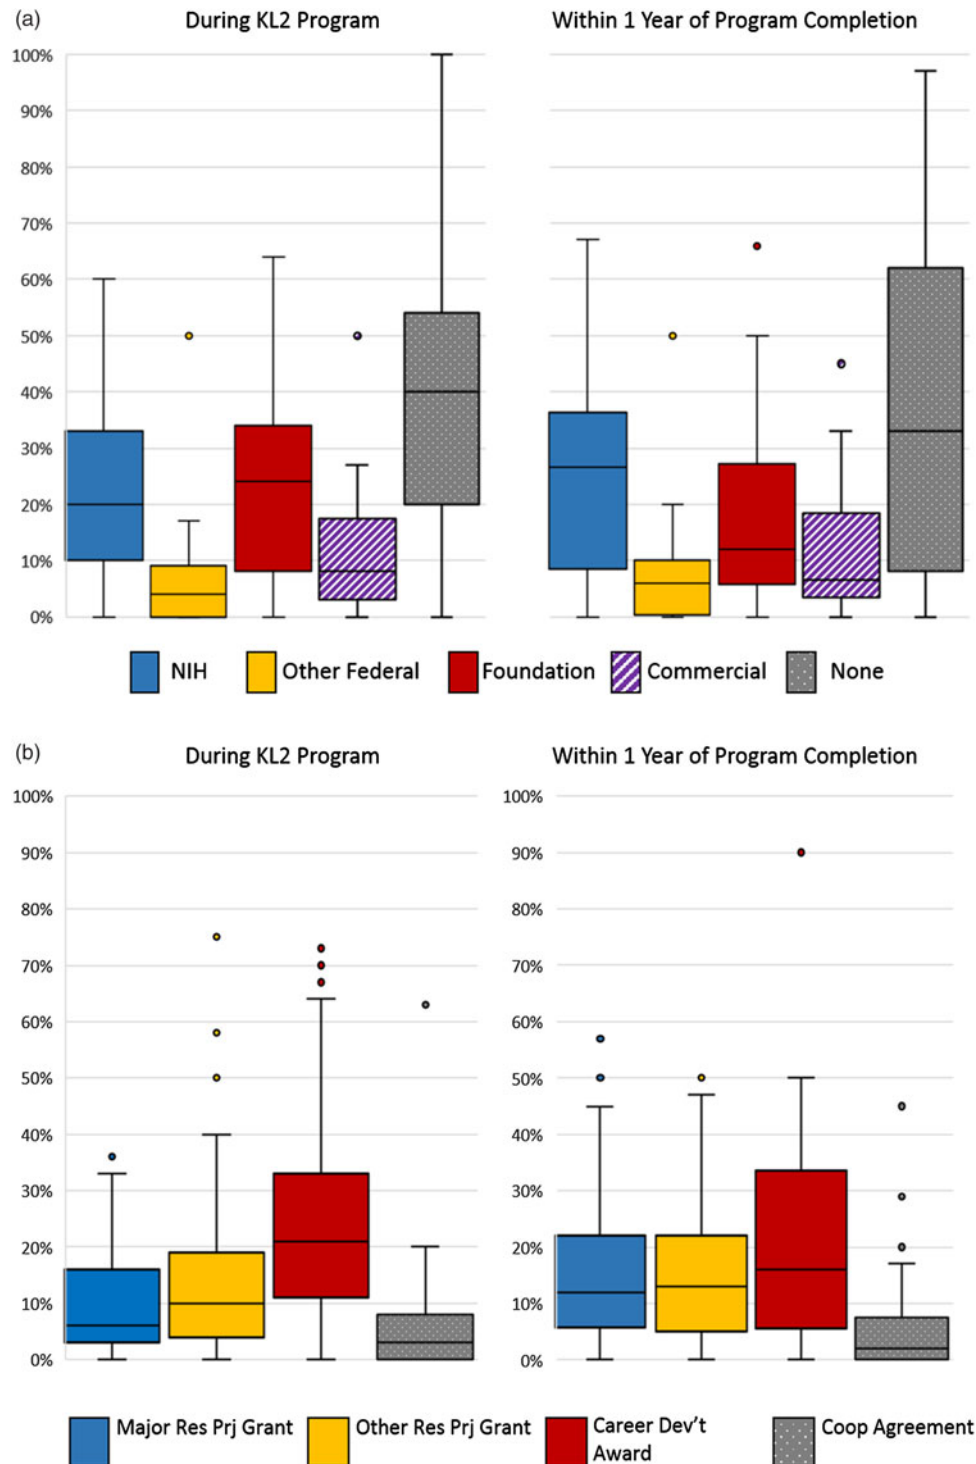 (a)
During KL2 Program
Within 1 Year of Program Completion
100%
90%
80%
70%
60%
50%
40%
30%
20%
10%
0%
NIH
Other Federal
Foundation
Commercial
None
(b)
During KL2 Program
Within 1 Year of Program Completion
100%
90%
80%
70%
60%
50%
40%
30%
20%
10%
0%
100%
90%
80%
70%
60%
50%
40%
30%
20%
10%
0%
Major Res Prj Grant
Other Res Prj Grant
Career Dev't
Award
Coop Agreement